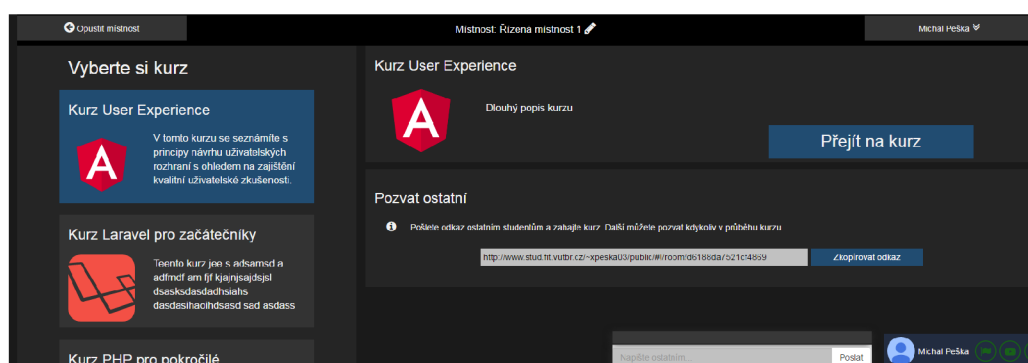 Opustit místnost
Místnost: Řízena místnost 1
Michal Peška
Vyberte si kurz
Kurz User Experience
V tomto kurzu se seznámíte s
principy návrhu uživatelských
rozhraní s ohledem na zajištění
kvalitní uživatelské zkušenosti.
Kurz Laravel pro začátečníky
Teento kurz jee s adsamsd a
adfmdf am fjf kjajnjsajdsjsl
dsasksdasdadhsiahs
dasdasihacihdsasd sad asdass
Kurz PHP pro pokročilé
Kurz User Experience
Dlouhý popis kurzu
Přejít na kurz
Pozvat ostatní
Pošlete odkaz ostatním studentům a zahajte kurz. Další můžete pozvat kdykoliv v průběhu kurzu
http://www.stud.fit.vutbr.cz/~xpeska03/public/#/room/d6188da7521cf4869
Zkopírovat odkaz
Napište ostatním...
Poslat
Michal Peška